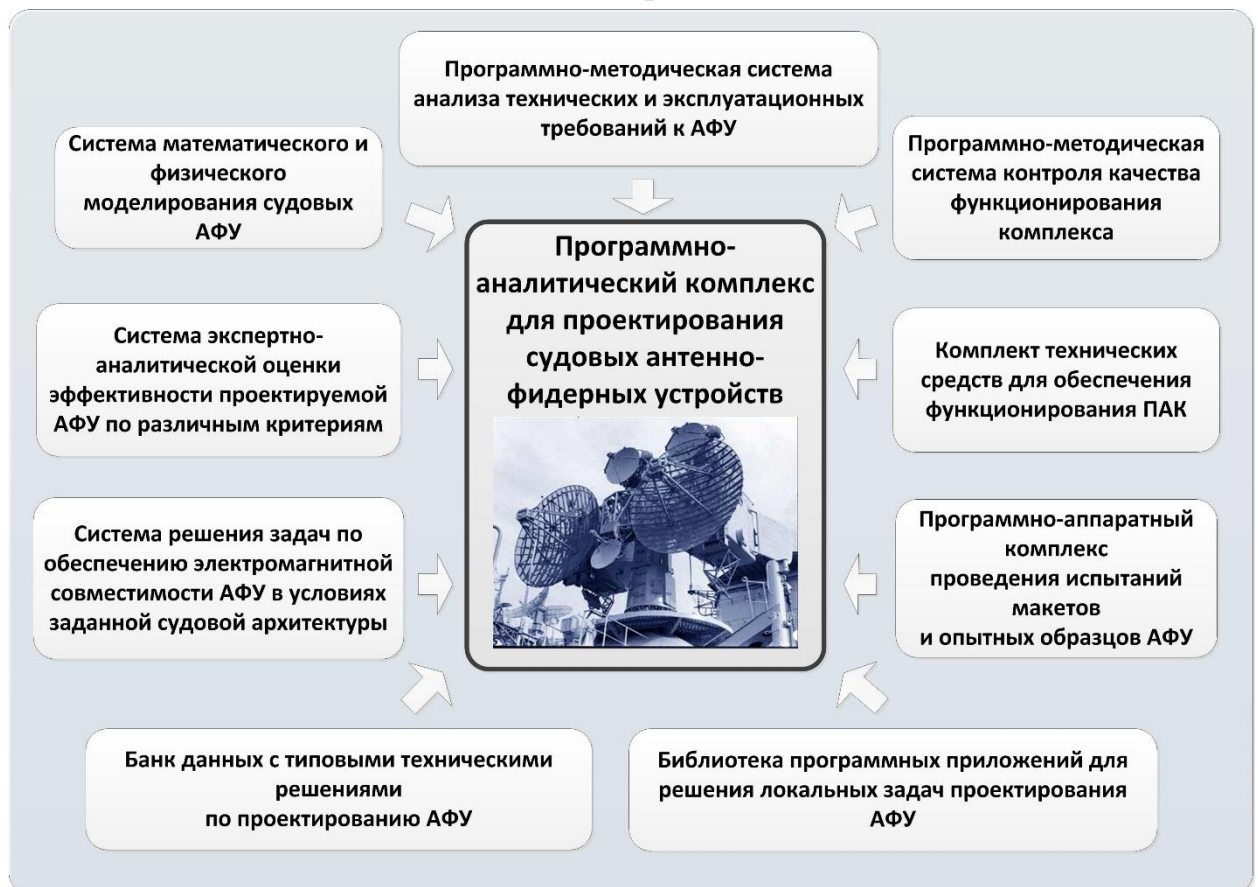 Программно-методическая система
анализа технических и эксплуатационных
требований к АФУ
Система математического и
физического
моделирования судовых
АФУ
Программно-методическая
система контроля качества
функционирования
комплекса
Программно-
аналитический комплекс
для проектирования
судовых антенно-
фидерных устройств
Система экспертно-
аналитической оценки
эффективности проектируемой
АФУ по различным критериям
Комплект технических
средств для обеспечения
функционирования ПАК
Система решения задач по
обеспечению электромагнитной
совместимости АФУ в условиях
заданной судовой архитектуры
Программно-аппаратный
комплекс
проведения испытаний
макетов
и опытных образцов АФУ
Банк данных с типовыми техническими
решениями
по проектированию АФУ
Библиотека программных приложений для
решения локальных задач проектирования
АФУ